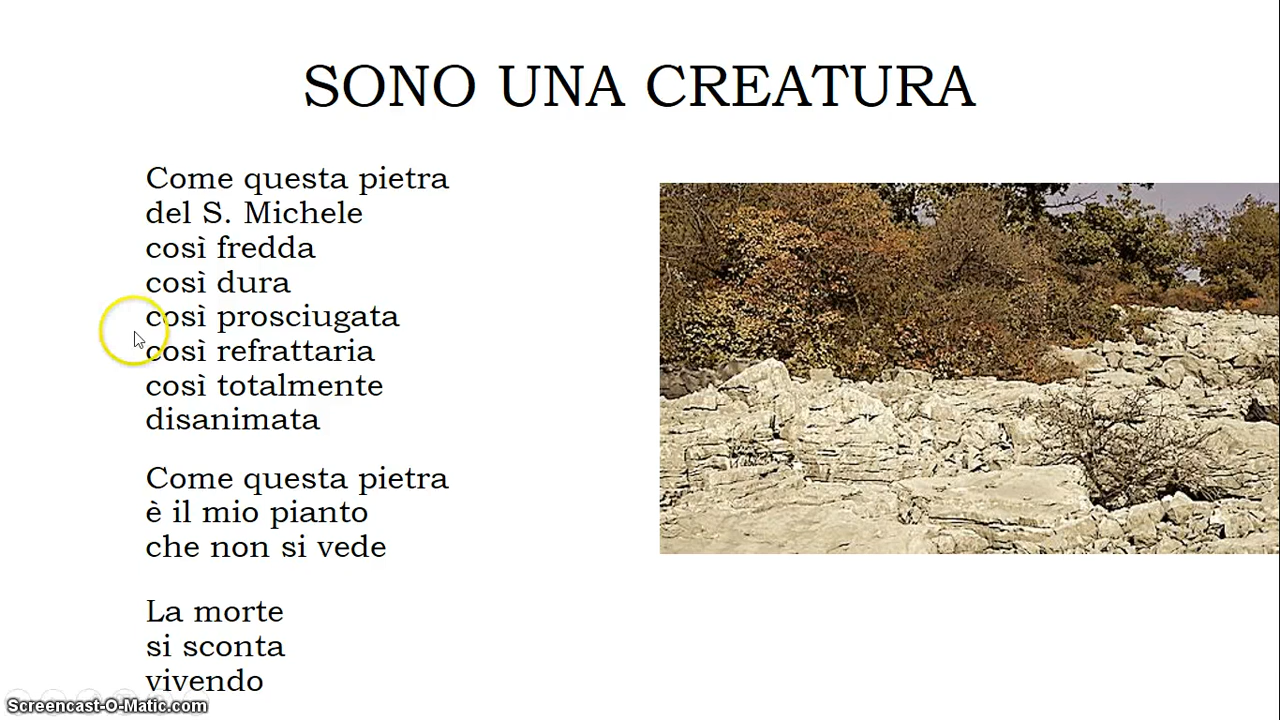 SONO UNA CREATURA
Come questa pietra
del S. Michele
così fredda
così dura
così prosciugata
così refrattaria
così totalmente
disanimata
Come questa pietra
è il mio pianto
che non si vede
La morte
si sconta
vivendo
Screencast-O-Matic.com